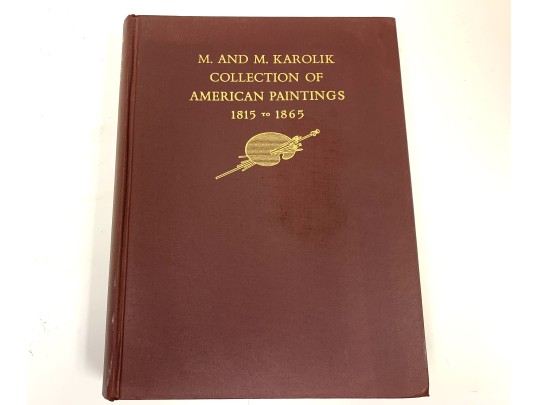 M. AND M. KAROLIK
COLLECTION OF
AMERICAN PAINTINGS
1815 TO 1865